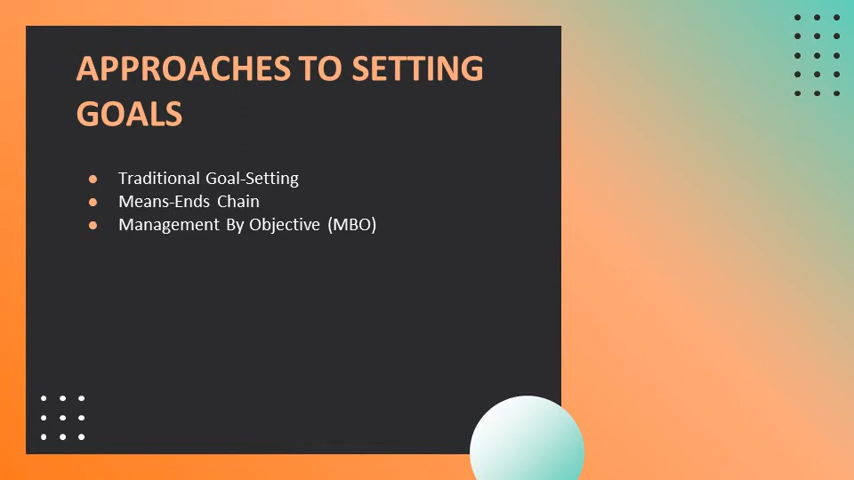 APPROACHES TO SETTING
GOALS
● Traditional Goal-Setting
● Means-Ends Chain
● Management By Objective (MBO)